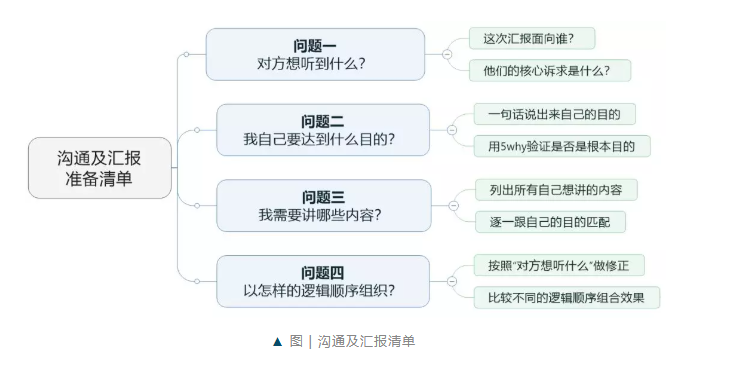 沟通及汇报
准备清单
问题一
对方想听到什么？
这次汇报面向谁？
他们的核心诉求是什么？
问题二
我自己要达到什么目的？
一句话说出来自己的目的
用5why验证是否是根本目的
问题三
我需要讲哪些内容？
列出所有自己想讲的内容
逐一跟自己的目的匹配
问题四
以怎样的逻辑顺序组织？
按照“对方想听什么”做修正
比较不同的逻辑顺序组合效果
▲ 图 | 沟通及汇报清单